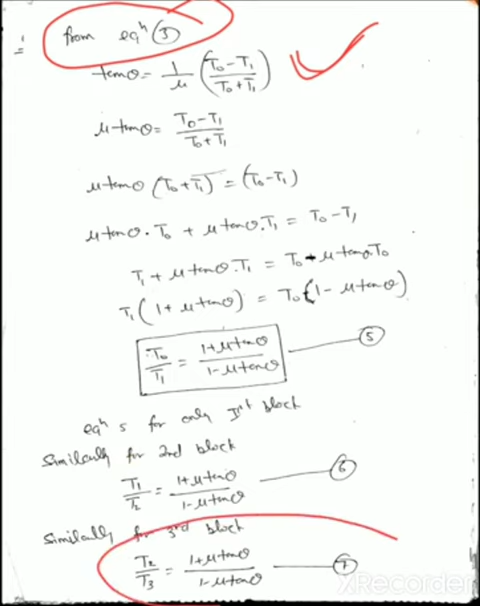 from eqⁿ (3)
tanθ = 1/μ (T₀ - T₁ / T₀ + T₁)
μ tanθ = T₀ - T₁ / T₀ + T₁
μ tanθ (T₀ + T₁) = (T₀ - T₁)
μ tanθ · T₀ + μ tanθ · T₁ = T₀ - T₁
T₁ + μ tanθ · T₁ = T₀ - μ tanθ · T₀
T₁ (1 + μ tanθ) = T₀ (1 - μ tanθ)
T₀/T₁ = 1 + μ tanθ / 1 - μ tanθ — (5)
eqⁿ 5 for only Ist block
Similarly for 2nd block
T₁/T₂ = 1 + μ tanθ / 1 - μ tanθ — (6)
Similarly for 3rd block
T₂/T₃ = 1 + μ tanθ / 1 - μ tanθ — (7)
XRecorder